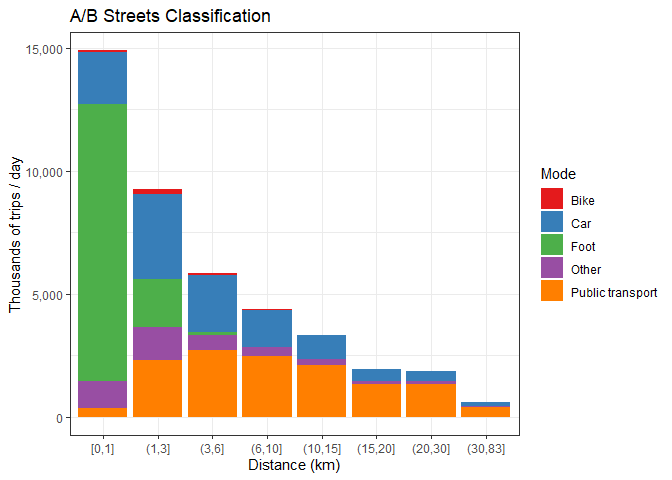 A/B Streets Classification
Thousands of trips / day
15,000
10,000
5,000
0
[0,1]
(1,3]
(3,6]
(6,10]
(10,15]
(15,20]
(20,30]
(30,83]
Distance (km)
Mode
Bike
Car
Foot
Other
Public transport